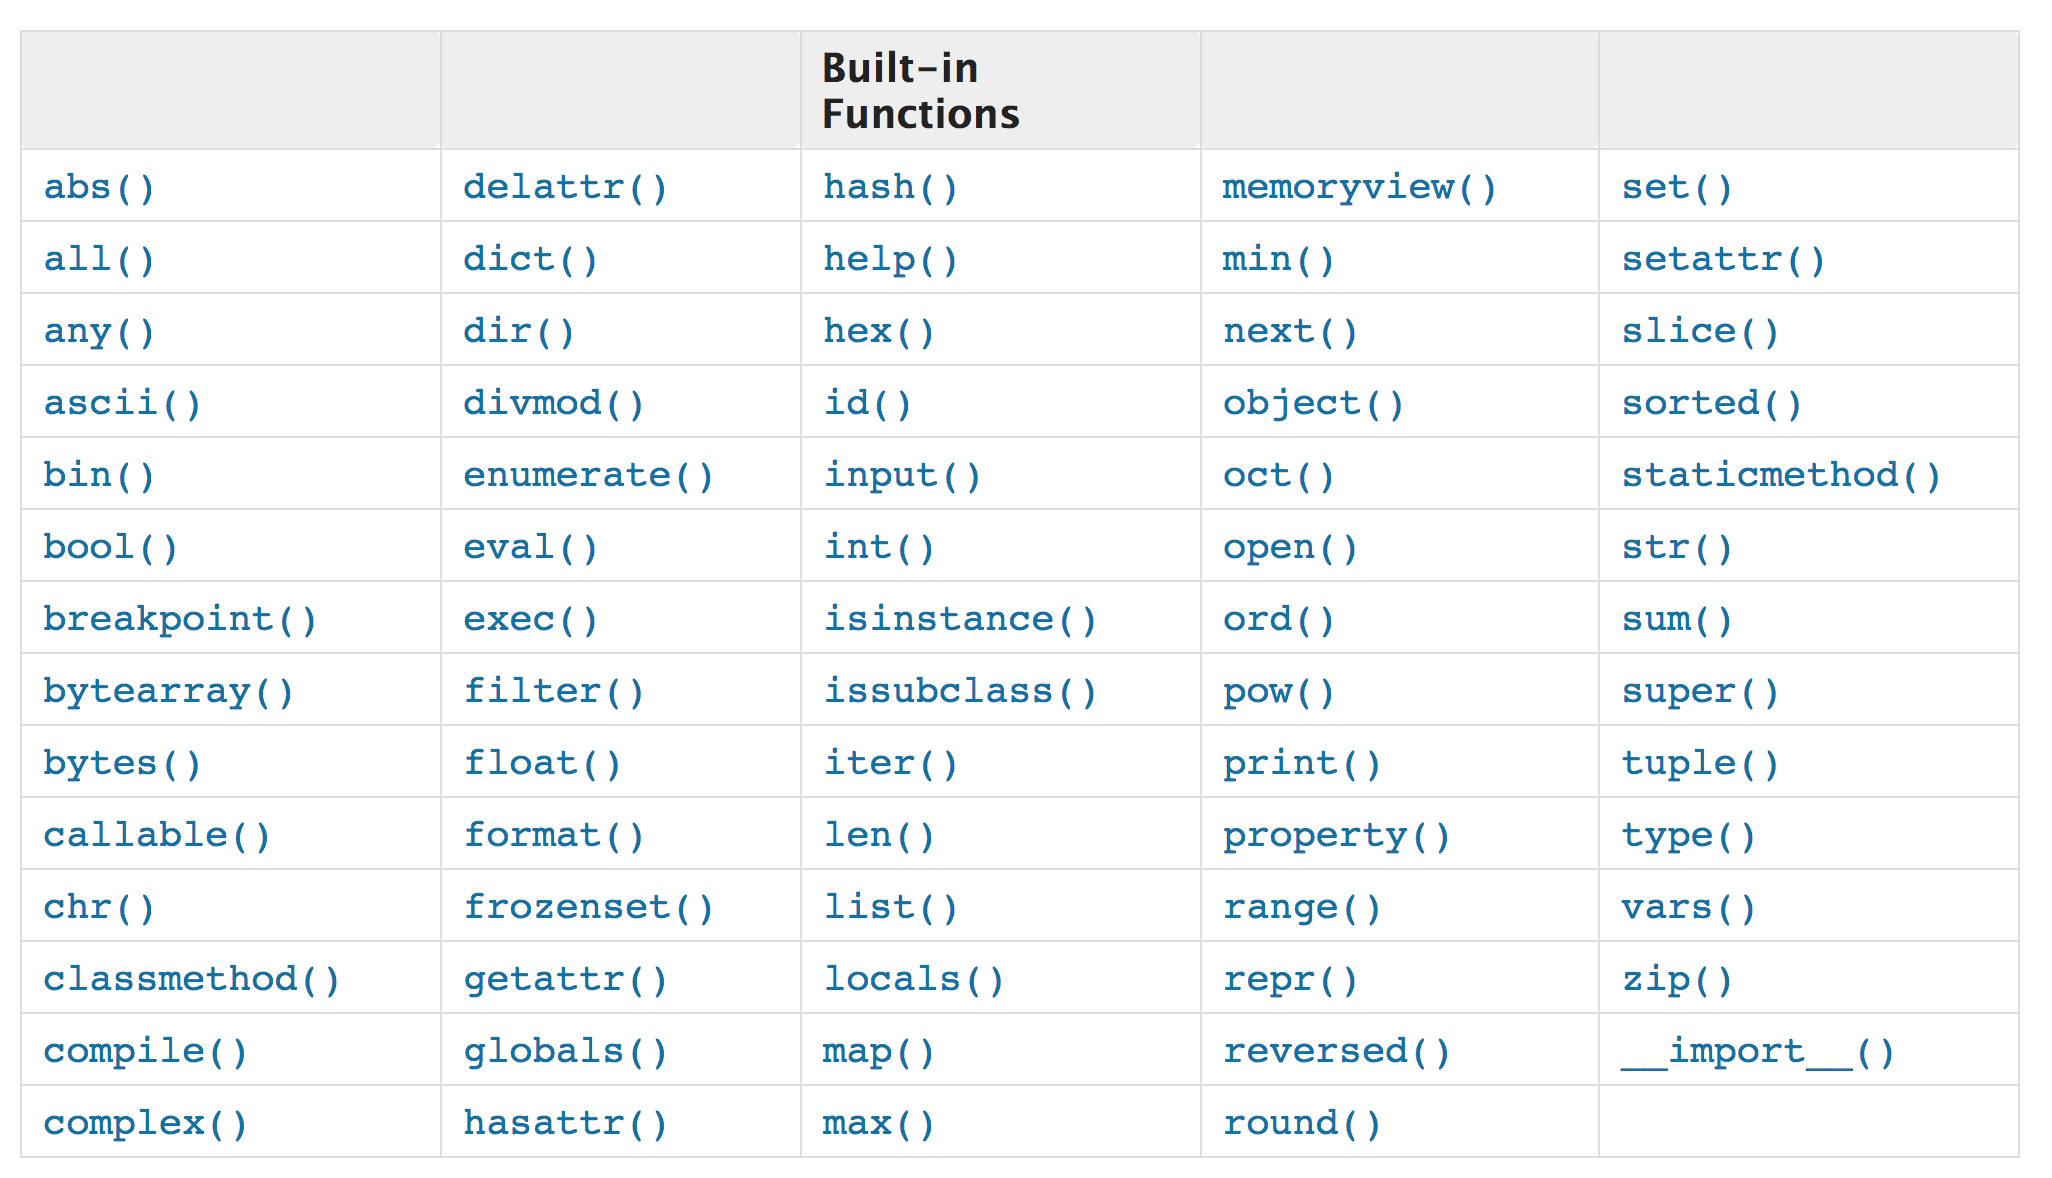 Built-in
Functions
abs() delattr() hash() memoryview() set()
all() dict() help() min() setattr()
any() dir() hex() next() slice()
ascii() divmod() id() object() sorted()
bin() enumerate() input() oct() staticmethod()
bool() eval() int() open() str()
breakpoint() exec() isinstance() ord() sum()
bytearray() filter() issubclass() pow() super()
bytes() float() iter() print() tuple()
callable() format() len() property() type()
chr() frozenset() list() range() vars()
classmethod() getattr() locals() repr() zip()
compile() globals() map() reversed() __import__()
complex() hasattr() max() round()